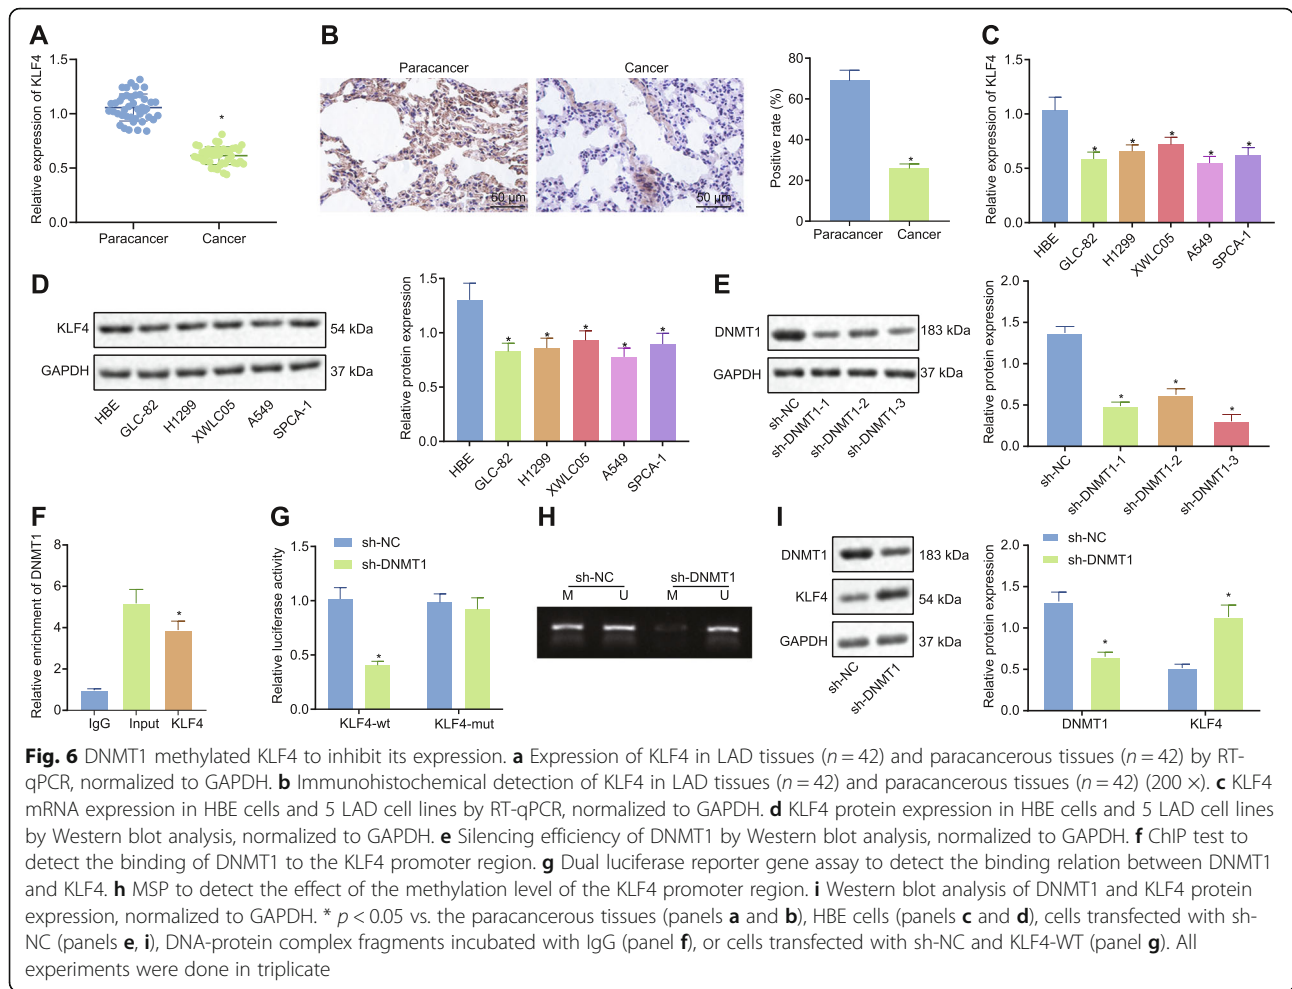 A
Relative expression of KLF4
1.5
1.0
0.5
0.0
*
Paracancer
Cancer
B
Paracancer
Cancer
50 μm
50 μm
Positive rate (%)
80
60
40
20
0
*
Paracancer
Cancer
C
Relative expression of KLF4
1.5
1.0
0.5
0.0
* * * * *
HBE
GLC-82
H1299
XWLC05
A549
SPCA-1
D
KLF4
54 kDa
GAPDH
37 kDa
HBE
GLC-82
H1299
XWLC05
A549
SPCA-1
Relative protein expression
1.5
1.0
0.5
0.0
* * * * *
HBE
GLC-82
H1299
XWLC05
A549
SPCA-1
E
DNMT1
183 kDa
GAPDH
37 kDa
sh-NC
sh-DNMT1-1
sh-DNMT1-2
sh-DNMT1-3
Relative protein expression
2.0
1.5
1.0
0.5
0.0
* * *
sh-NC
sh-DNMT1-1
sh-DNMT1-2
sh-DNMT1-3
F
Relative enrichment of DNMT1
8
6
4
2
0
*
IgG
Input
KLF4
G
sh-NC
sh-DNMT1
Relative luciferase activity
1.5
1.0
0.5
0.0
*
KLF4-wt
KLF4-mut
H
sh-NC
sh-DNMT1
M U M U
I
DNMT1
183 kDa
KLF4
54 kDa
GAPDH
37 kDa
sh-NC
sh-DNMT1
sh-NC
sh-DNMT1
Relative protein expression
2.0
1.5
1.0
0.5
0.0
* *
DNMT1
KLF4
Fig. 6 DNMT1 methylated KLF4 to inhibit its expression. a Expression of KLF4 in LAD tissues (n = 42) and paracancerous tissues (n = 42) by RT-
qPCR, normalized to GAPDH. b Immunohistochemical detection of KLF4 in LAD tissues (n = 42) and paracancerous tissues (n = 42) (200 ×). c KLF4
mRNA expression in HBE cells and 5 LAD cell lines by RT-qPCR, normalized to GAPDH. d KLF4 protein expression in HBE cells and 5 LAD cell lines
by Western blot analysis, normalized to GAPDH. e Silencing efficiency of DNMT1 by Western blot analysis, normalized to GAPDH. f ChIP test to
detect the binding of DNMT1 to the KLF4 promoter region. g Dual luciferase reporter gene assay to detect the binding relation between DNMT1
and KLF4. h MSP to detect the effect of the methylation level of the KLF4 promoter region. i Western blot analysis of DNMT1 and KLF4 protein
expression, normalized to GAPDH. * p < 0.05 vs. the paracancerous tissues (panels a and b), HBE cells (panels c and d), cells transfected with sh-
NC (panels e, i), DNA-protein complex fragments incubated with IgG (panel f), or cells transfected with sh-NC and KLF4-WT (panel g). All
experiments were done in triplicate